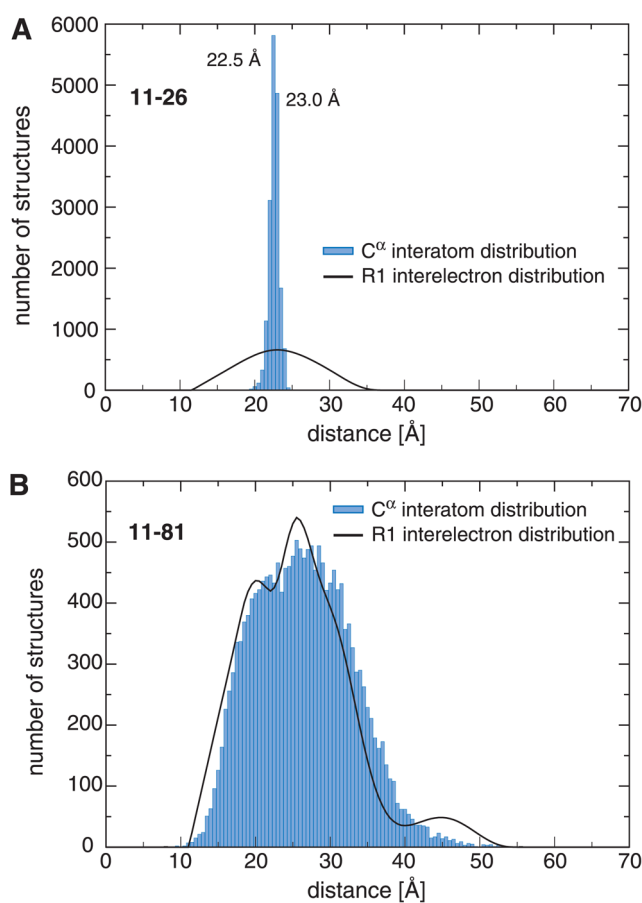 A
6000
5000
4000
3000
2000
1000
0
number of structures
22.5 Å
23.0 Å
11-26
Cα interatom distribution
R1 interelectron distribution
0 10 20 30 40 50 60 70
distance [Å]
B
600
500
400
300
200
100
0
number of structures
11-81
Cα interatom distribution
R1 interelectron distribution
0 10 20 30 40 50 60 70
distance [Å]